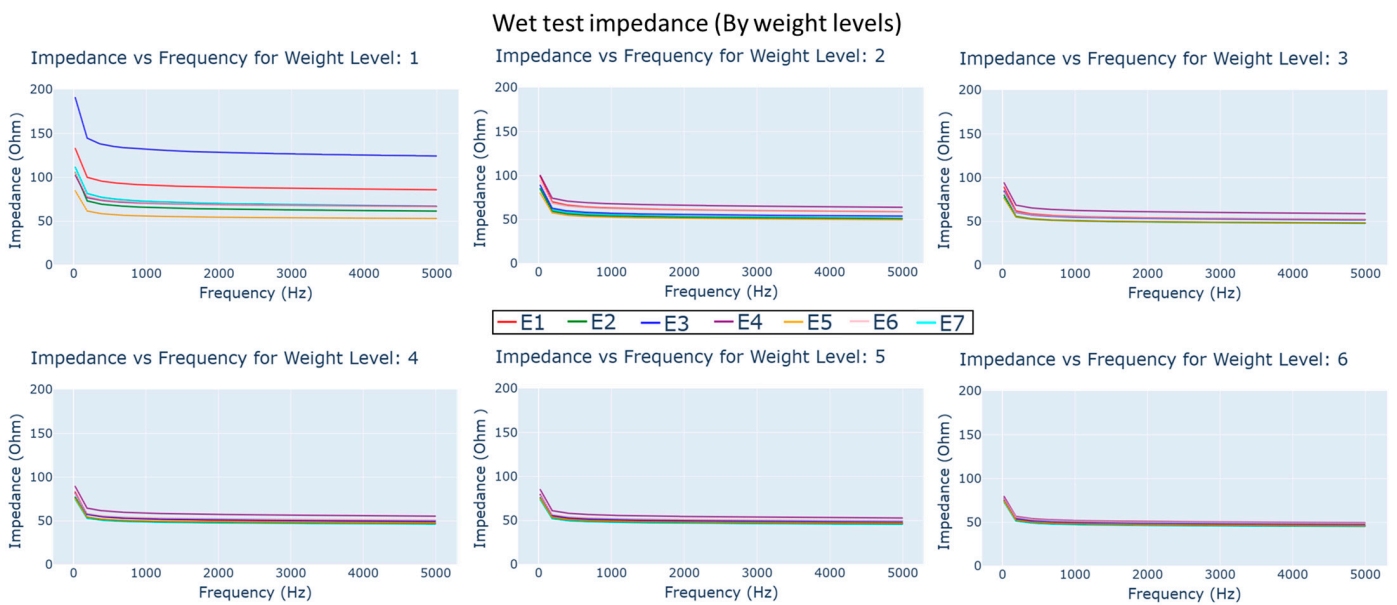 Wet test impedance (By weight levels)
Impedance vs Frequency for Weight Level: 1
200
150
100
50
0
Impedance (Ohm)
0 1000 2000 3000 4000 5000
Frequency (Hz)
Impedance vs Frequency for Weight Level: 2
200
150
100
50
0
Impedance (Ohm)
0 1000 2000 3000 4000 5000
Frequency (Hz)
Impedance vs Frequency for Weight Level: 3
200
150
100
50
0
Impedance (Ohm)
0 1000 2000 3000 4000 5000
Frequency (Hz)
E1 E2 E3 E4 E5 E6 E7
Impedance vs Frequency for Weight Level: 4
200
150
100
50
0
Impedance (Ohm)
0 1000 2000 3000 4000 5000
Frequency (Hz)
Impedance vs Frequency for Weight Level: 5
200
150
100
50
0
Impedance (Ohm)
0 1000 2000 3000 4000 5000
Frequency (Hz)
Impedance vs Frequency for Weight Level: 6
200
150
100
50
0
Impedance (Ohm)
0 1000 2000 3000 4000 5000
Frequency (Hz)